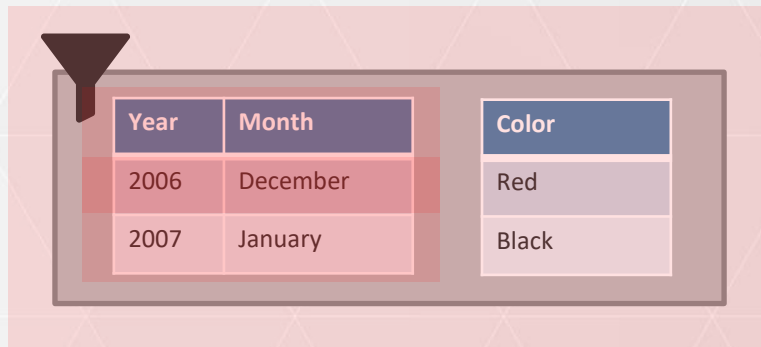 Year Month
2006 December
2007 January
Color
Red
Black